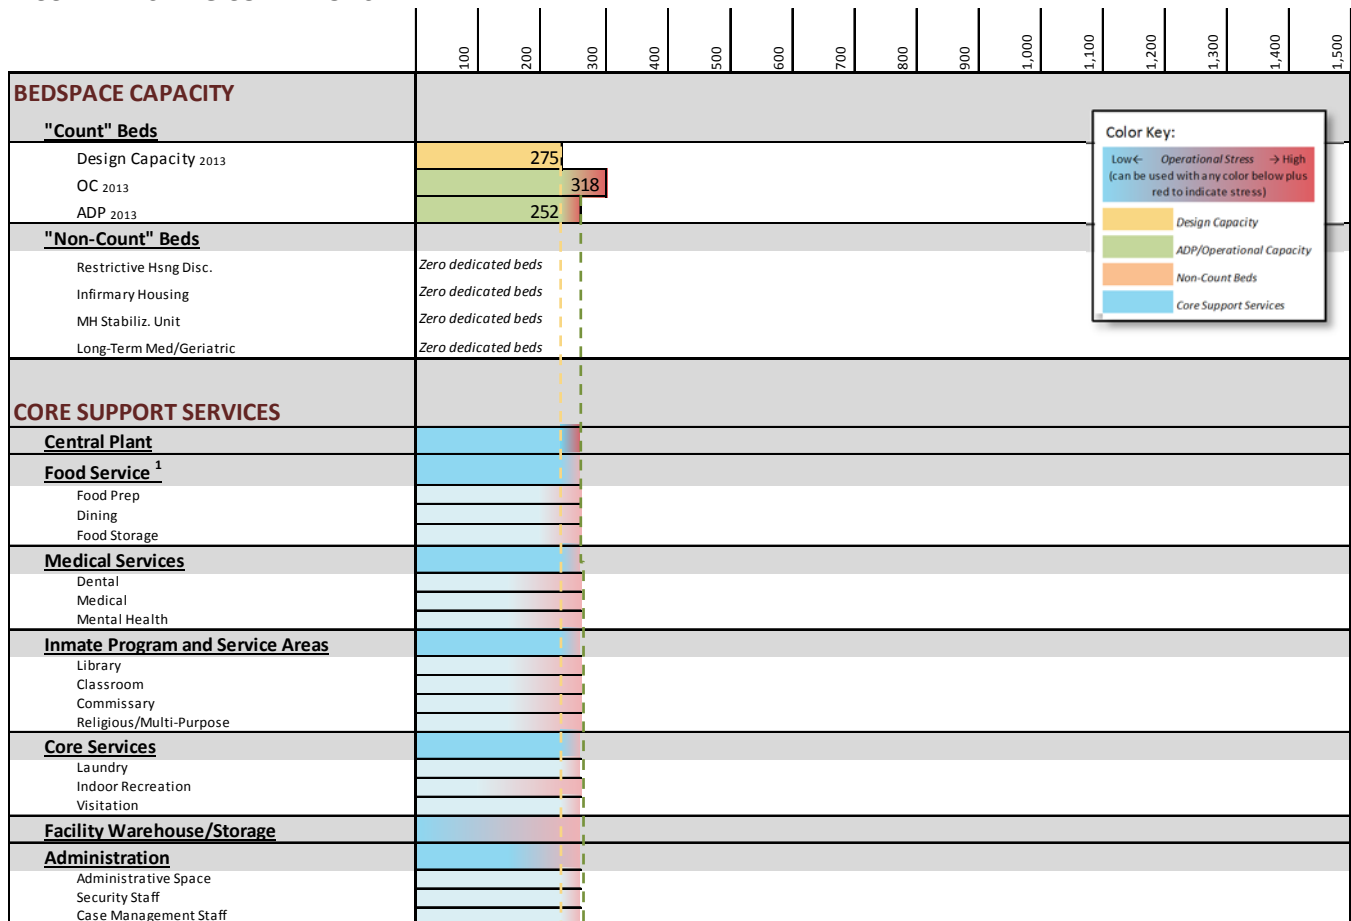 100 200 300 400 500 600 700 800 900 1,000 1,100 1,200 1,300 1,400 1,500
BEDSPACE CAPACITY
"Count" Beds
Design Capacity 2013 275
OC 2013 318
ADP 2013 252
"Non-Count" Beds
Restrictive Hsng Disc. Zero dedicated beds
Infirmary Housing Zero dedicated beds
MH Stabiliz. Unit Zero dedicated beds
Long-Term Med/Geriatric Zero dedicated beds
Color Key:
Low← Operational Stress → High
(can be used with any color below plus
red to indicate stress)
Design Capacity
ADP/Operational Capacity
Non-Count Beds
Core Support Services
CORE SUPPORT SERVICES
Central Plant
Food Service 1
Food Prep
Dining
Food Storage
Medical Services
Dental
Medical
Mental Health
Inmate Program and Service Areas
Library
Classroom
Commissary
Religious/Multi-Purpose
Core Services
Laundry
Indoor Recreation
Visitation
Facility Warehouse/Storage
Administration
Administrative Space
Security Staff
Case Management Staff